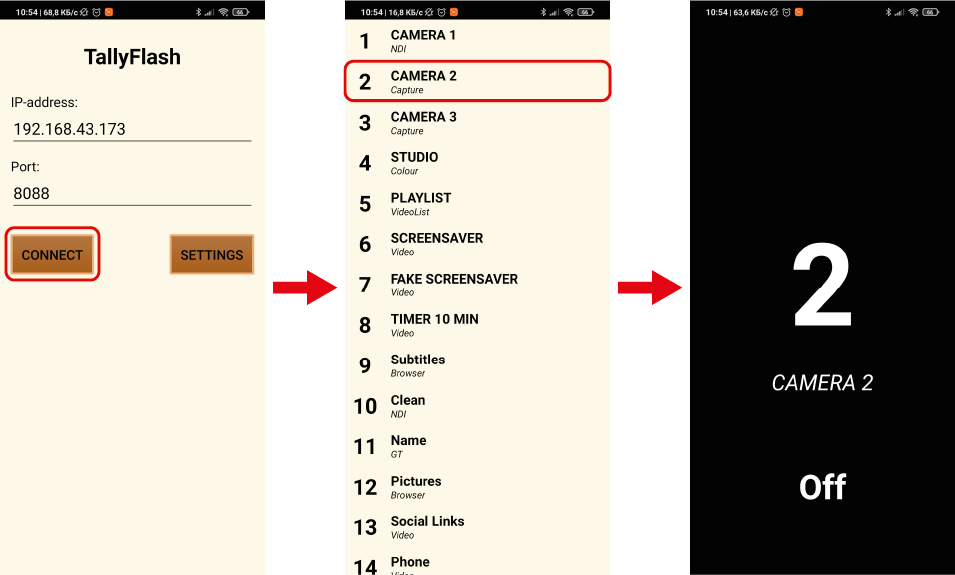 10:54 | 68,8 КБ/с
66
TallyFlash
IP-address:
192.168.43.173
Port:
8088
CONNECT
SETTINGS
10:54 | 16,8 КБ/с
66
1
CAMERA 1
NDI
2
CAMERA 2
Capture
3
CAMERA 3
Capture
4
STUDIO
Colour
5
PLAYLIST
VideoList
6
SCREENSAVER
Video
7
FAKE SCREENSAVER
Video
8
TIMER 10 MIN
Video
9
Subtitles
Browser
10
Clean
NDI
11
Name
GT
12
Pictures
Browser
13
Social Links
Video
14
Phone
Video
10:54 | 63,6 КБ/с
66
2
CAMERA 2
Off